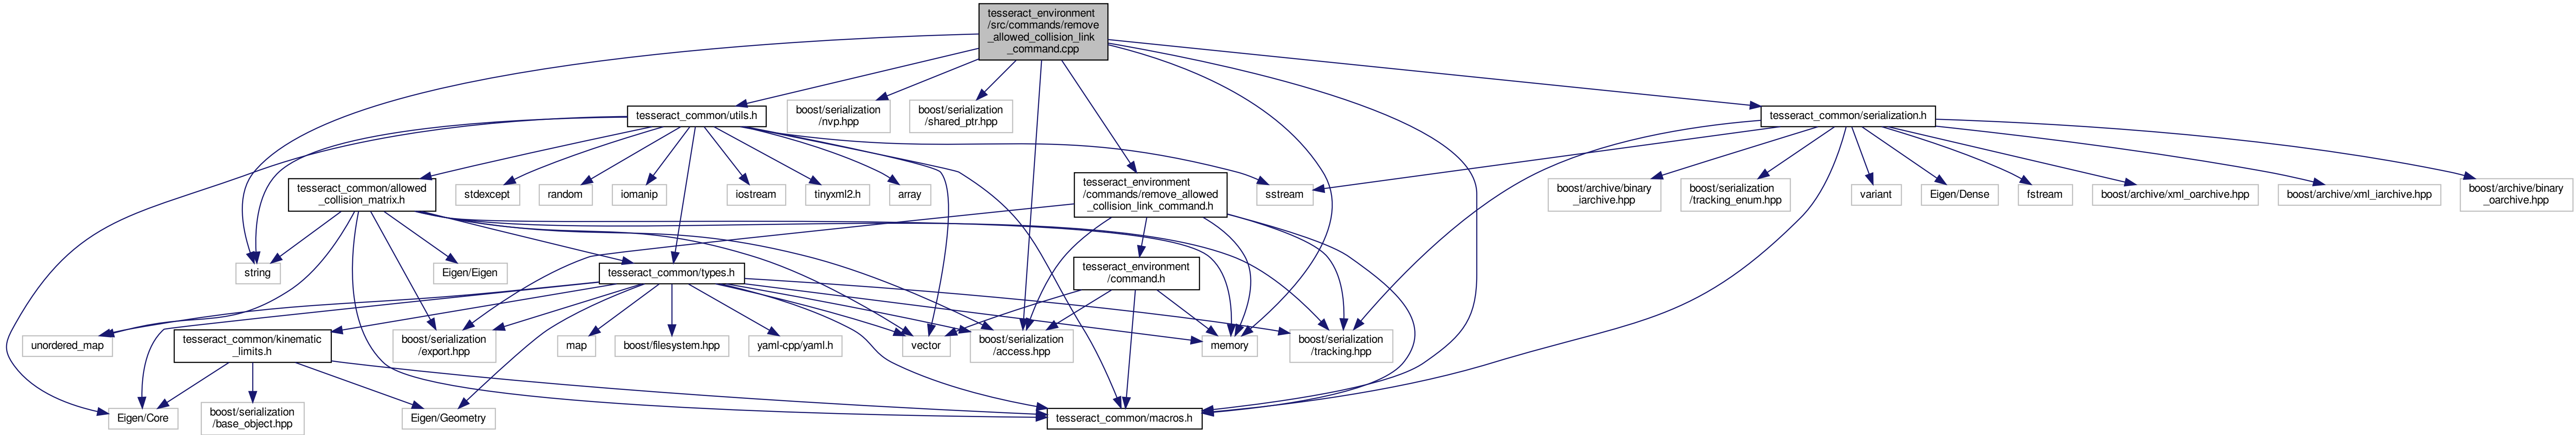 tesseract_environment
/src/commands/remove
_allowed_collision_link
_command.cpp
tesseract_common/utils.h
boost/serialization
/nvp.hpp
boost/serialization
/shared_ptr.hpp
tesseract_common/serialization.h
tesseract_common/allowed
_collision_matrix.h
stdexcept
random
iomanip
iostream
tinyxml2.h
array
tesseract_environment
/commands/remove_allowed
_collision_link_command.h
sstream
boost/archive/binary
_iarchive.hpp
boost/serialization
/tracking_enum.hpp
variant
Eigen/Dense
fstream
boost/archive/xml_oarchive.hpp
boost/archive/xml_iarchive.hpp
boost/archive/binary
_oarchive.hpp
string
Eigen/Eigen
tesseract_common/types.h
tesseract_environment
/command.h
unordered_map
tesseract_common/kinematic
_limits.h
boost/serialization
/export.hpp
map
boost/filesystem.hpp
yaml-cpp/yaml.h
vector
boost/serialization
/access.hpp
memory
boost/serialization
/tracking.hpp
Eigen/Core
boost/serialization
/base_object.hpp
Eigen/Geometry
tesseract_common/macros.h